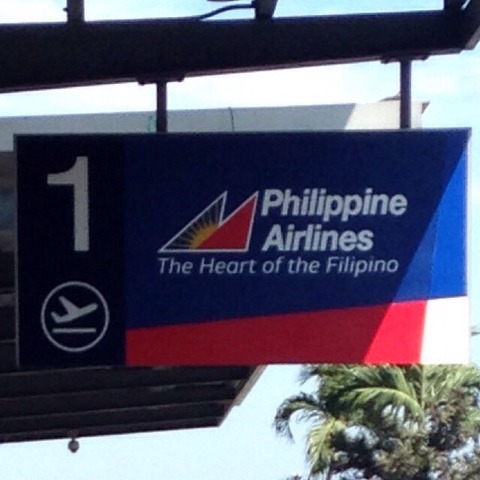 1
Philippine
Airlines
The Heart of the Filipino